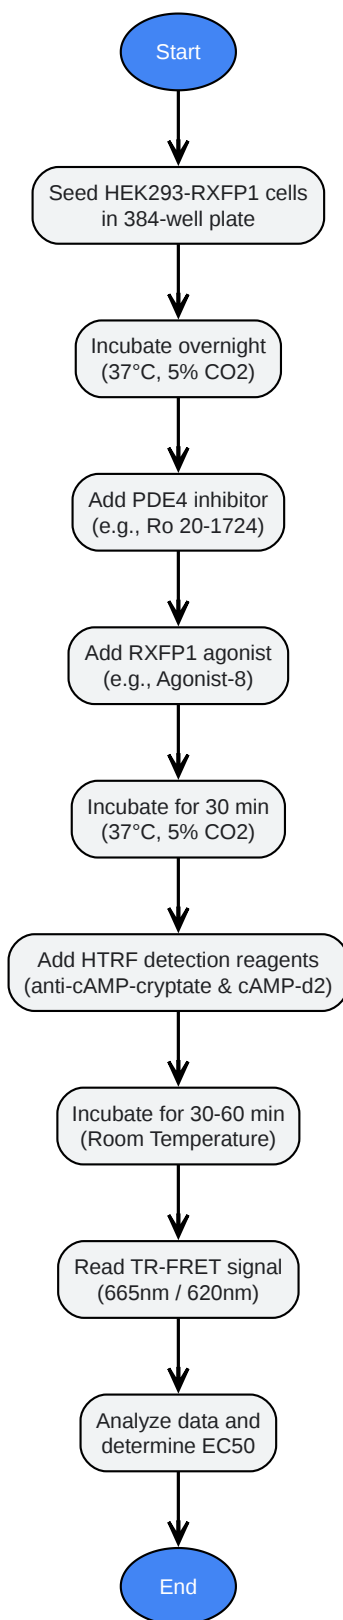 Start
Seed HEK293-RXFP1 cells
in 384-well plate
Incubate overnight
(37°C, 5% CO2)
Add PDE4 inhibitor
(e.g., Ro 20-1724)
Add RXFP1 agonist
(e.g., Agonist-8)
Incubate for 30 min
(37°C, 5% CO2)
Add HTRF detection reagents
(anti-cAMP-cryptate & cAMP-d2)
Incubate for 30-60 min
(Room Temperature)
Read TR-FRET signal
(665nm / 620nm)
Analyze data and
determine EC50
End